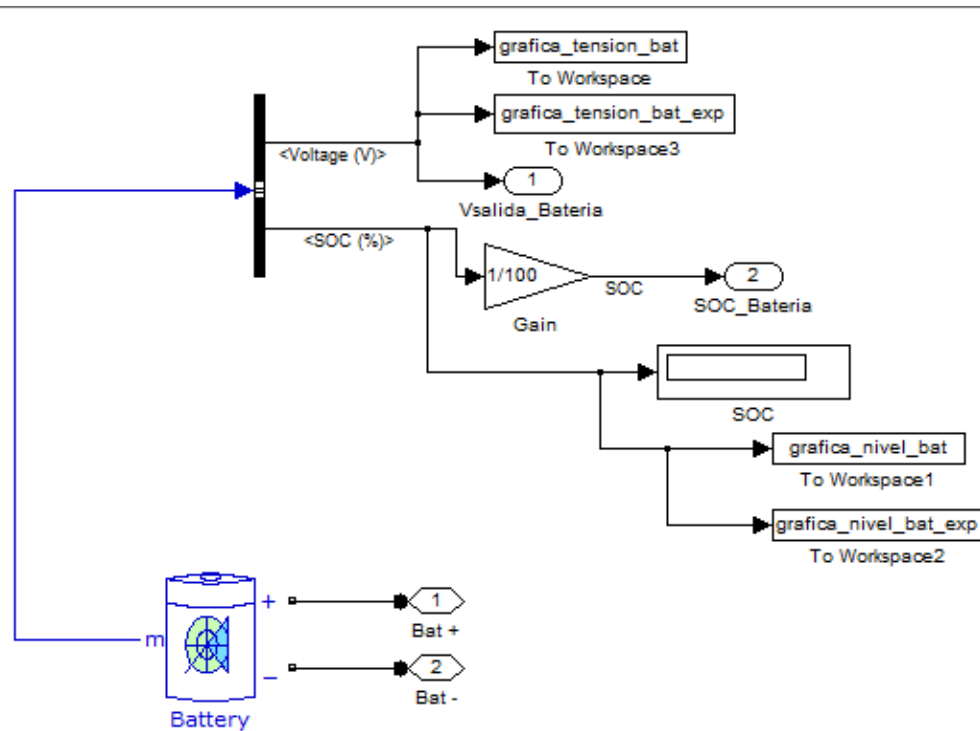 grafica_tension_bat
To Workspace
grafica_tension_bat_exp
To Workspace3
<Voltage (V)>
1
Vsalida_Bateria
<SOC (%)>
1/100
Gain
SOC
2
SOC_Bateria
SOC
grafica_nivel_bat
To Workspace1
grafica_nivel_bat_exp
To Workspace2
m
+
–
Battery
1
Bat +
2
Bat -